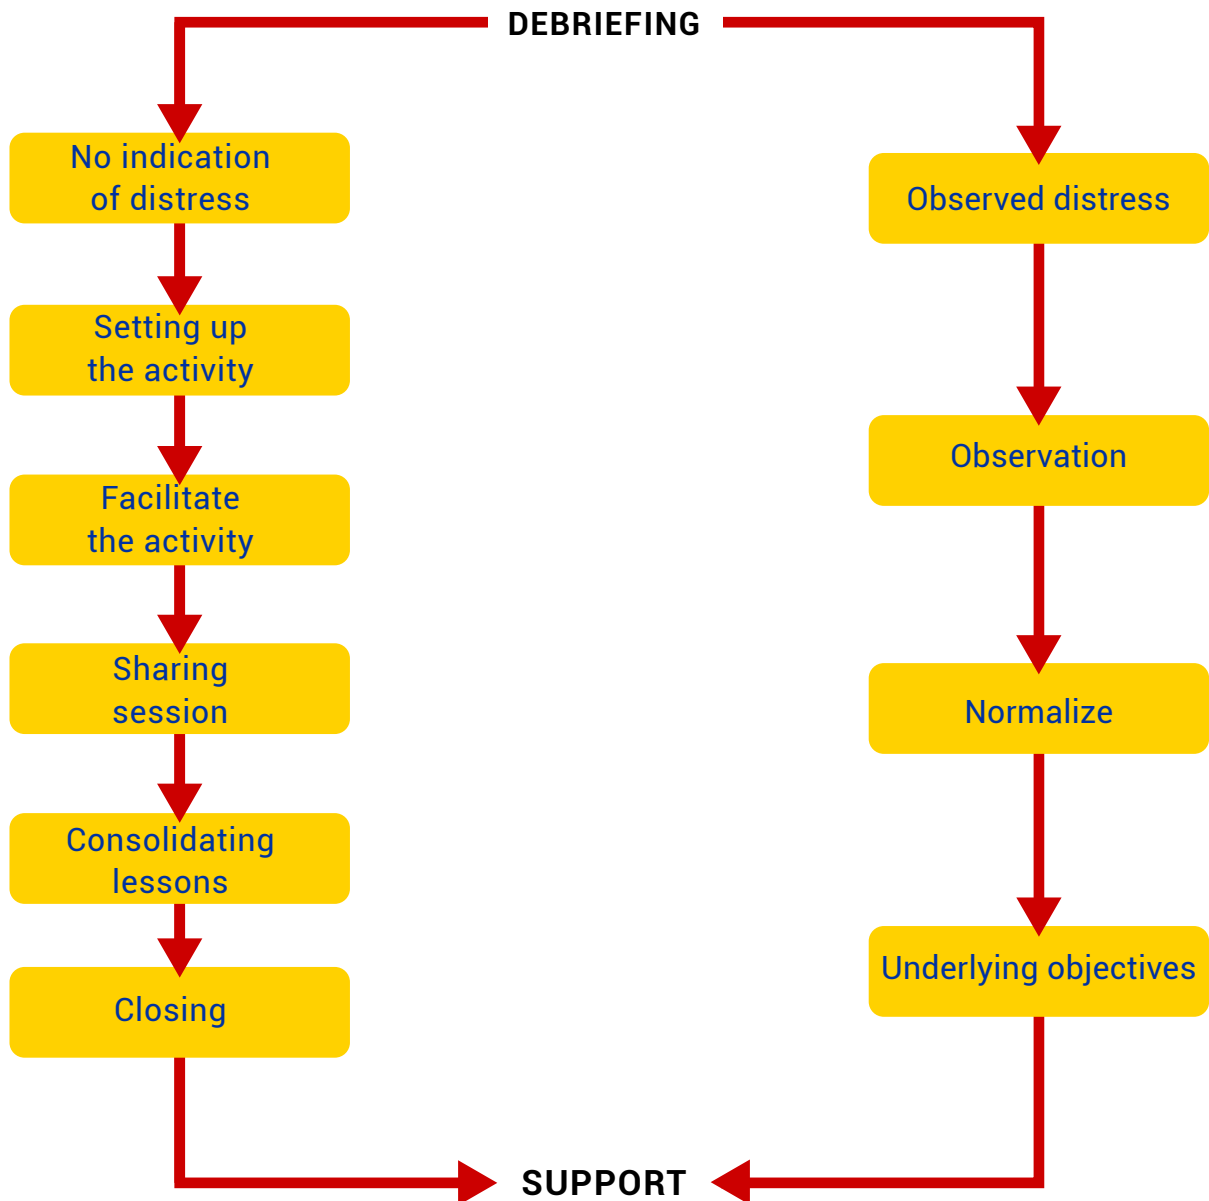 DEBRIEFING
No indication
of distress
Setting up
the activity
Facilitate
the activity
Sharing
session
Consolidating
lessons
Closing
Observed distress
Observation
Normalize
Underlying objectives
SUPPORT